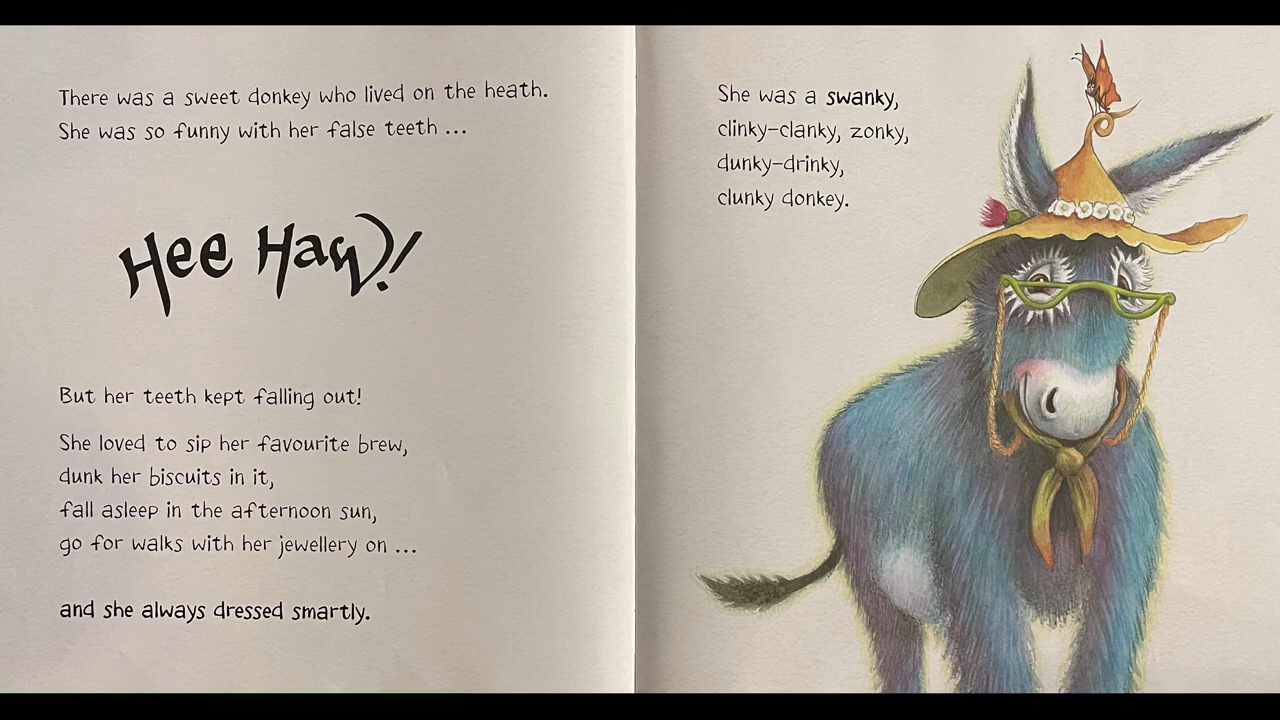 There was a sweet donkey who lived on the heath.
She was so funny with her false teeth ...
Hee Haw!
But her teeth kept falling out!
She loved to sip her favourite brew,
dunk her biscuits in it,
fall asleep in the afternoon sun,
go for walks with her jewellery on ...
and she always dressed smartly.
She was a swanky,
clinky-clanky, zonky,
dunky-drinky,
clunky donkey.